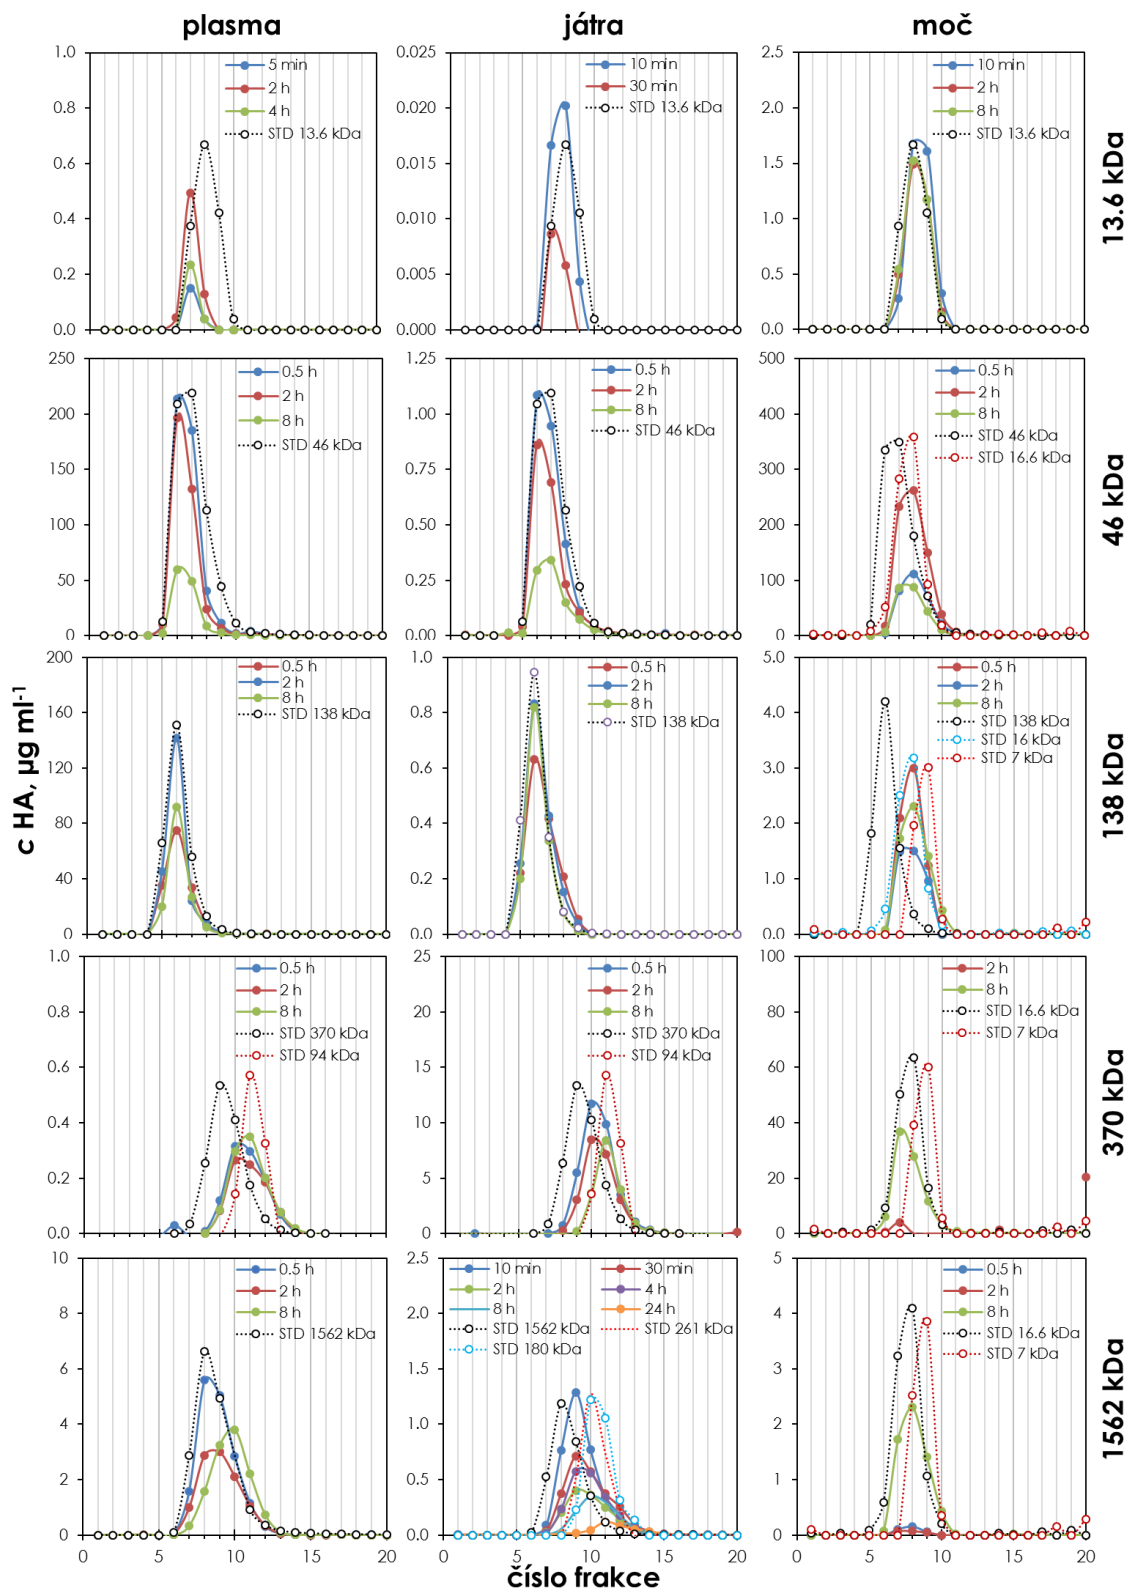 plasma
játra
moč
1.0
0.8
0.6
0.4
0.2
0.0
5 min
2 h
4 h
STD 13.6 kDa
0.025
0.020
0.015
0.010
0.005
0.000
10 min
30 min
STD 13.6 kDa
2.5
2.0
1.5
1.0
0.5
0.0
10 min
2 h
8 h
STD 13.6 kDa
13.6 kDa
250
200
150
100
50
0
0.5 h
2 h
8 h
STD 46 kDa
1.25
1.00
0.75
0.50
0.25
0.00
0.5 h
2 h
8 h
STD 46 kDa
500
400
300
200
100
0
0.5 h
2 h
8 h
STD 46 kDa
STD 16.6 kDa
46 kDa
c HA, µg ml-1
200
160
120
80
40
0
0.5 h
2 h
8 h
STD 138 kDa
1.0
0.8
0.6
0.4
0.2
0.0
0.5 h
2 h
8 h
STD 138 kDa
5.0
4.0
3.0
2.0
1.0
0.0
0.5 h
2 h
8 h
STD 138 kDa
STD 16 kDa
STD 7 kDa
138 kDa
1.0
0.8
0.6
0.4
0.2
0.0
0.5 h
2 h
8 h
STD 370 kDa
STD 94 kDa
25
20
15
10
5
0
0.5 h
2 h
8 h
STD 370 kDa
STD 94 kDa
100
80
60
40
20
0
2 h
8 h
STD 16.6 kDa
STD 7 kDa
370 kDa
10
8
6
4
2
0
0.5 h
2 h
8 h
STD 1562 kDa
0 5 10 15 20
2.5
2.0
1.5
1.0
0.5
0.0
10 min 30 min
2 h 4 h
8 h 24 h
STD 1562 kDa STD 261 kDa
STD 180 kDa
0 5 10 15 20
5
4
3
2
1
0
0.5 h
2 h
8 h
STD 16.6 kDa
STD 7 kDa
0 5 10 15 20
1562 kDa
číslo frakce